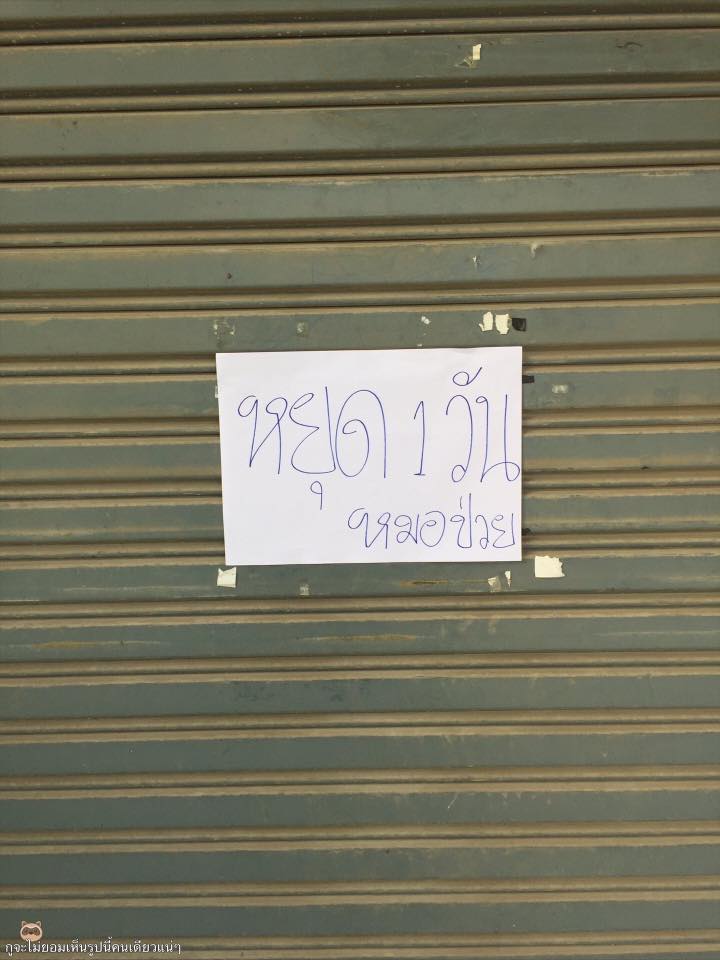 หยุด 1 วัน
หมอป่วย
กูจะไม่ยอมเห็นรูปนี้คนเดียวแน่ๆ